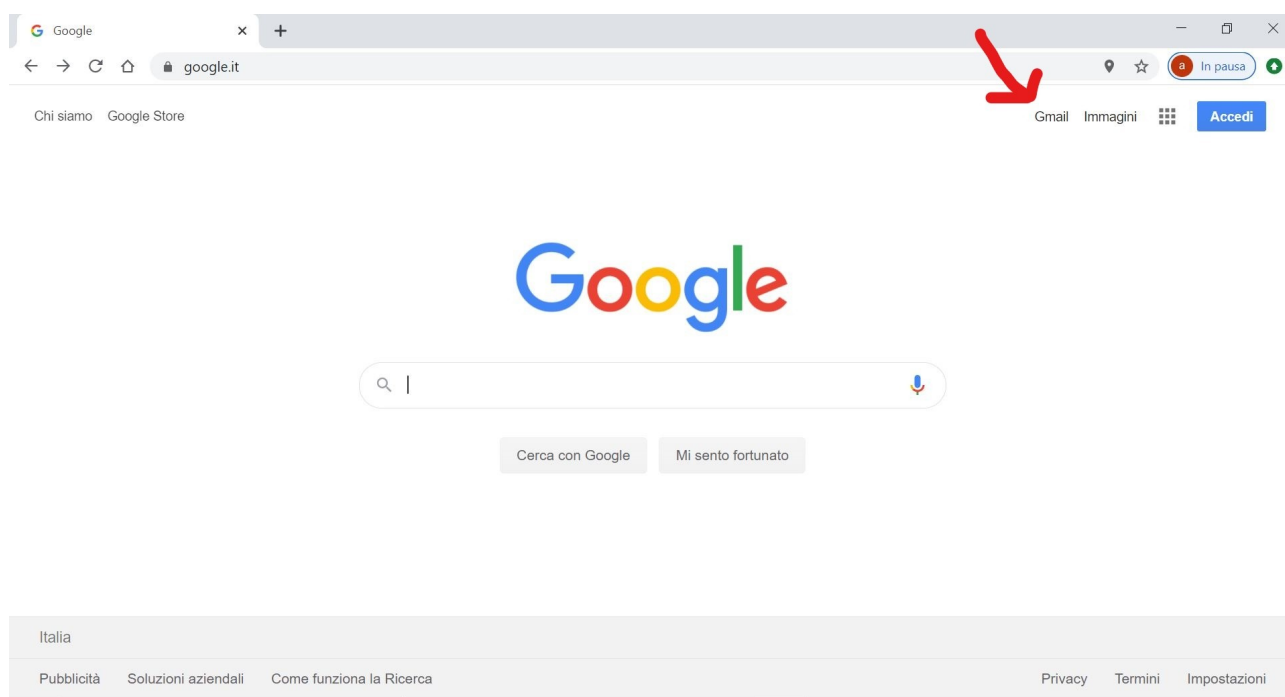 Google
google.it
a In pausa
Chi siamo Google Store
Gmail Immagini Accedi
Google
Cerca con Google Mi sento fortunato
Italia
Pubblicità Soluzioni aziendali Come funziona la Ricerca
Privacy Termini Impostazioni